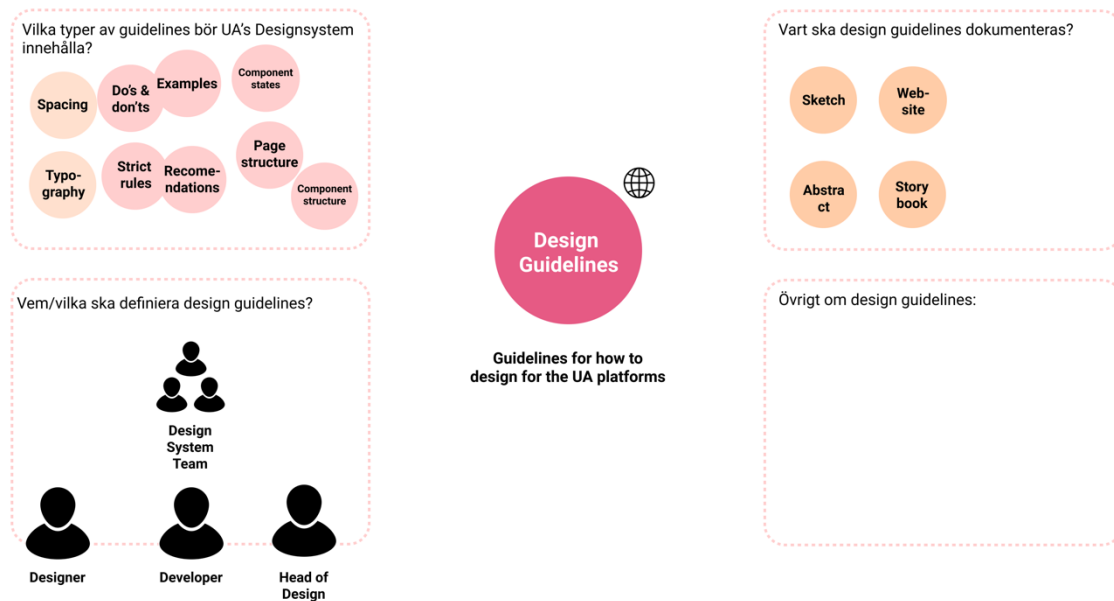 Vilka typer av guidelines bör UA's Designsystem
innehålla?
Spacing
Do's &
don'ts
Examples
Component
states
Typo-
graphy
Strict
rules
Recome-
ndations
Page
structure
Component
structure
Vart ska design guidelines dokumenteras?
Sketch
Web-
site
Abstra
ct
Story
book
Design
Guidelines
Guidelines for how to
design for the UA platforms
Vem/vilka ska definiera design guidelines?
Design
System
Team
Designer
Developer
Head of
Design
Övrigt om design guidelines: